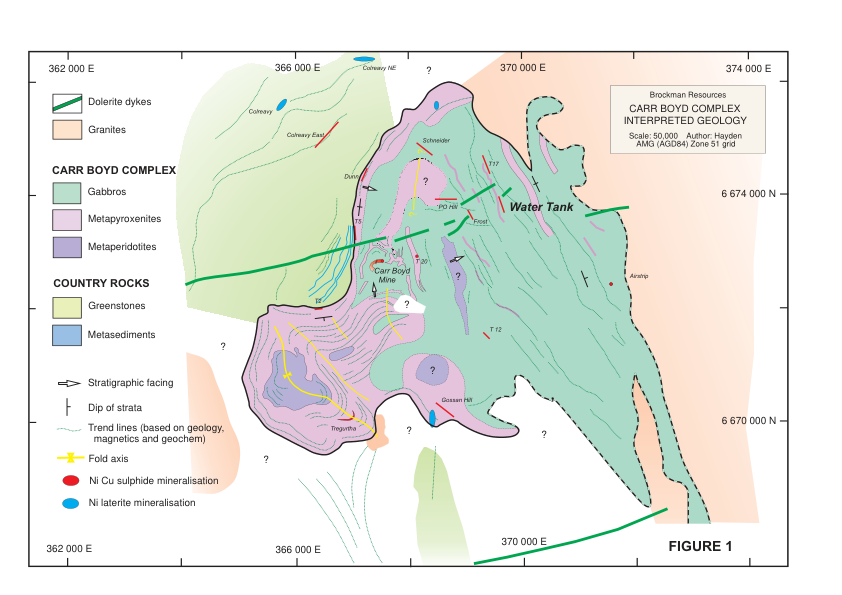 362 000 E
366 000 E
370 000 E
374 000 E
Colreavy NE
?
Dolerite dykes
Granites
Colreavy
Colreavy East
Brockman Resources
CARR BOYD COMPLEX
INTERPRETED GEOLOGY
Scale: 50,000 Author: Hayden
AMG (AGD84) Zone 51 grid
CARR BOYD COMPLEX
Gabbros
Metapyroxenites
Metaperidotites
Schneider
T17
Dunn
?
6 674 000 N
PO Hill
Water Tank
T5
Frost
T 20
Carr Boyd
Mine
?
Airstrip
COUNTRY ROCKS
Greenstones
Metasediments
T2
?
T 12
?
?
Stratigraphic facing
Dip of strata
Trend lines (based on geology,
magnetics and geochem)
Fold axis
Ni Cu sulphide mineralisation
Ni laterite mineralisation
Gossan Hill
Tregurtha
?
?
?
6 670 000 N
362 000 E
366 000 E
370 000 E
FIGURE 1